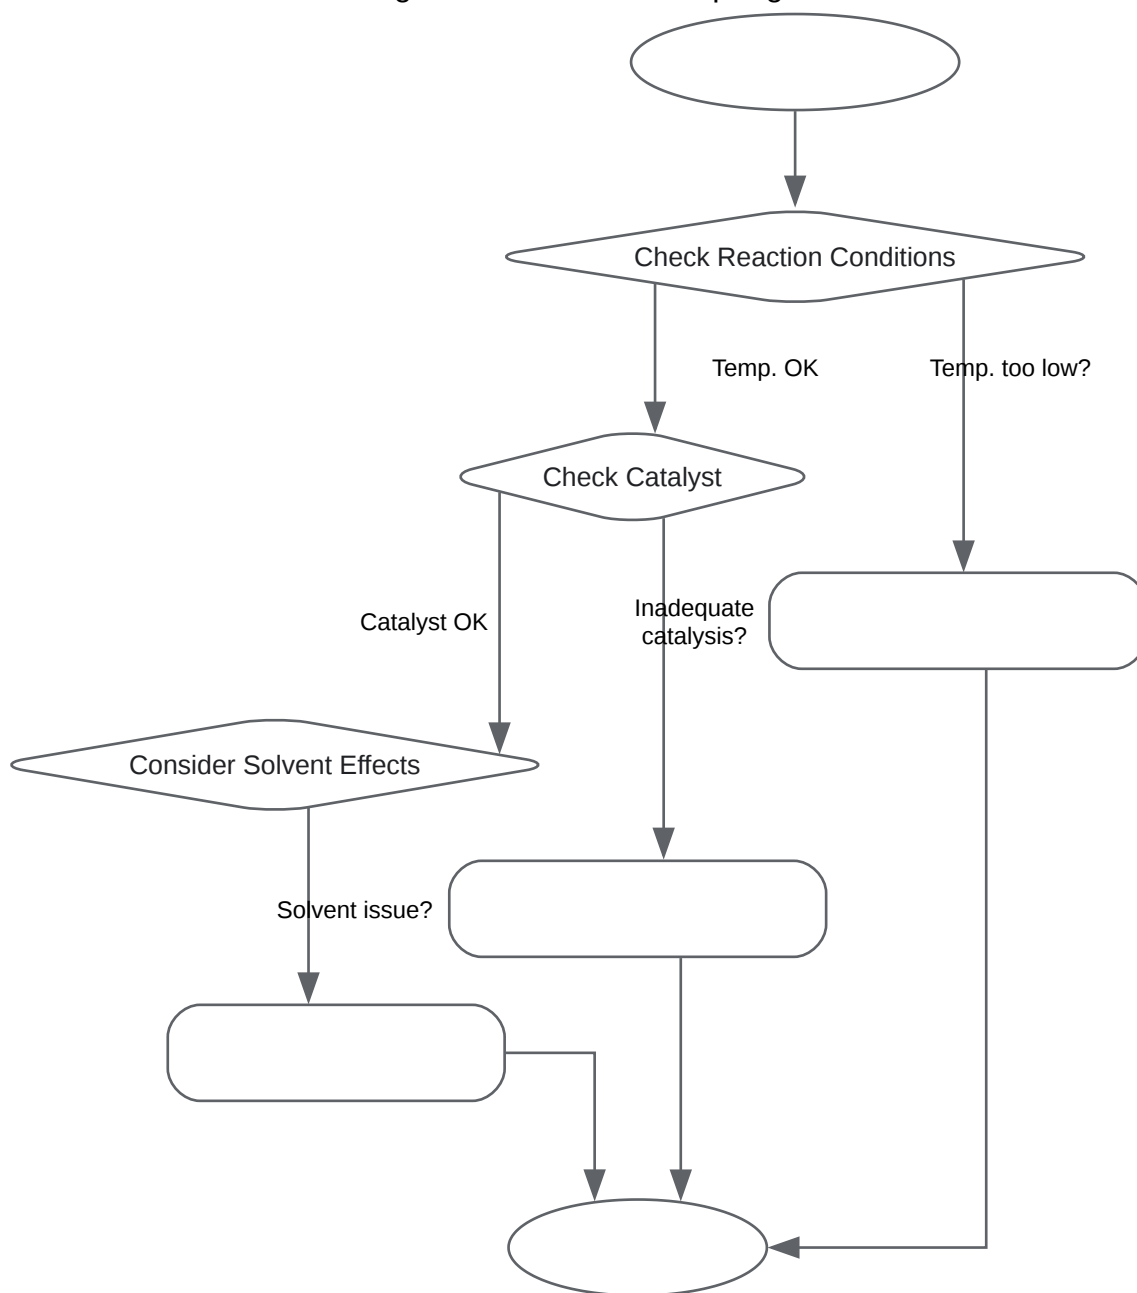 Check Reaction Conditions
Temp. OK
Temp. too low?
Check Catalyst
Catalyst OK
Inadequate
catalysis?
Consider Solvent Effects
Solvent issue?